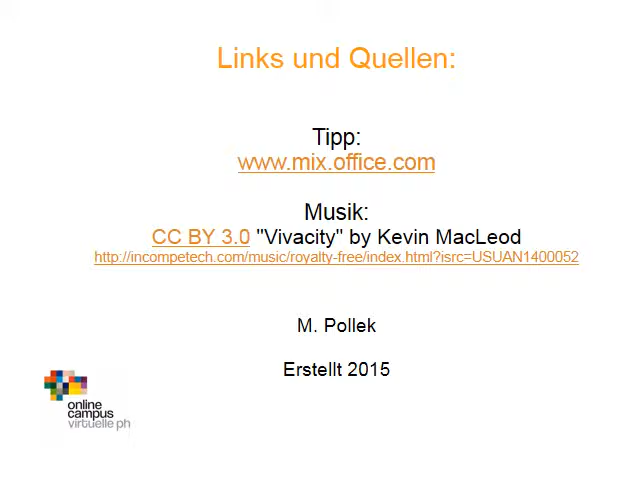 Links und Quellen:
Tipp:
www.mix.office.com
Musik:
CC BY 3.0 "Vivacity" by Kevin MacLeod
http://incompetech.com/music/royalty-free/index.html?isrc=USUAN1400052
M. Pollek
Erstellt 2015
online
campus
virtuelle ph